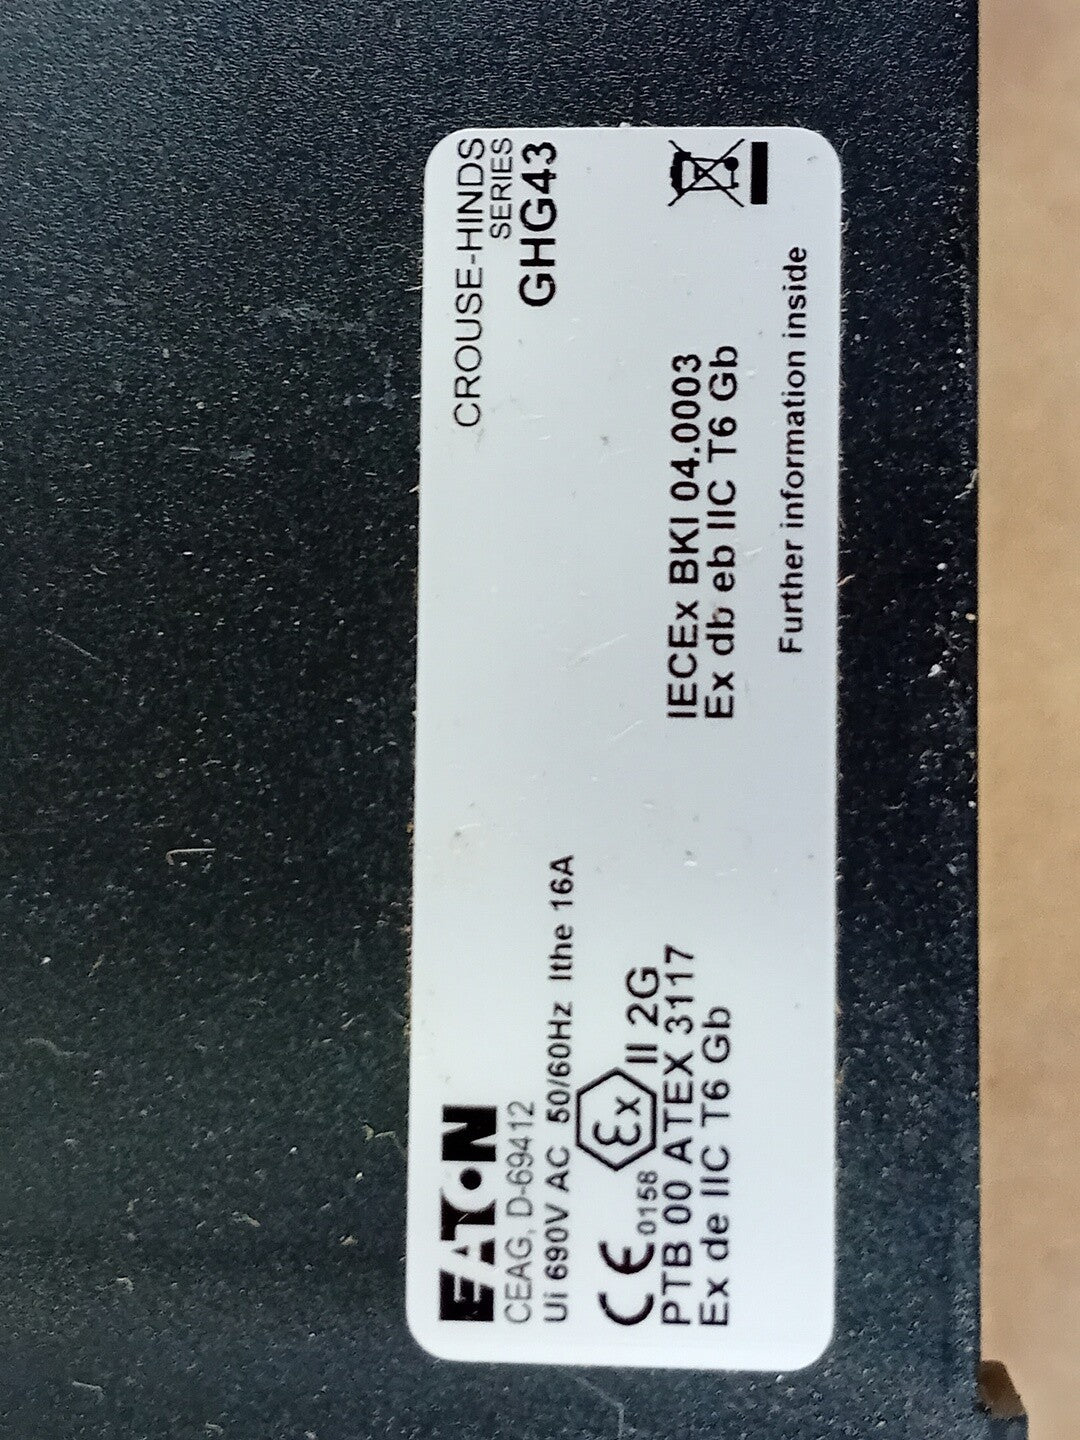 EATON
CEAG, D-69412
Ui 690V AC 50/60Hz Ithe 16A
CE 0158 Ex II 2G
PTB 00 ATEX 3117
Ex de IIC T6 Gb
CROUSE-HINDS
SERIES
GHG43
IECEx BKI 04.0003
Ex db eb IIC T6 Gb
Further information inside